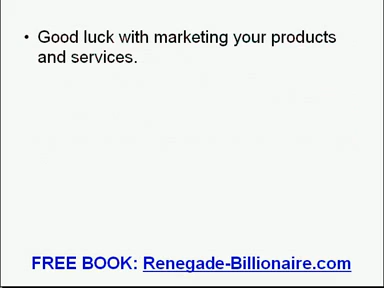 • Good luck with marketing your products
and services.
FREE BOOK: Renegade-Billionaire.com